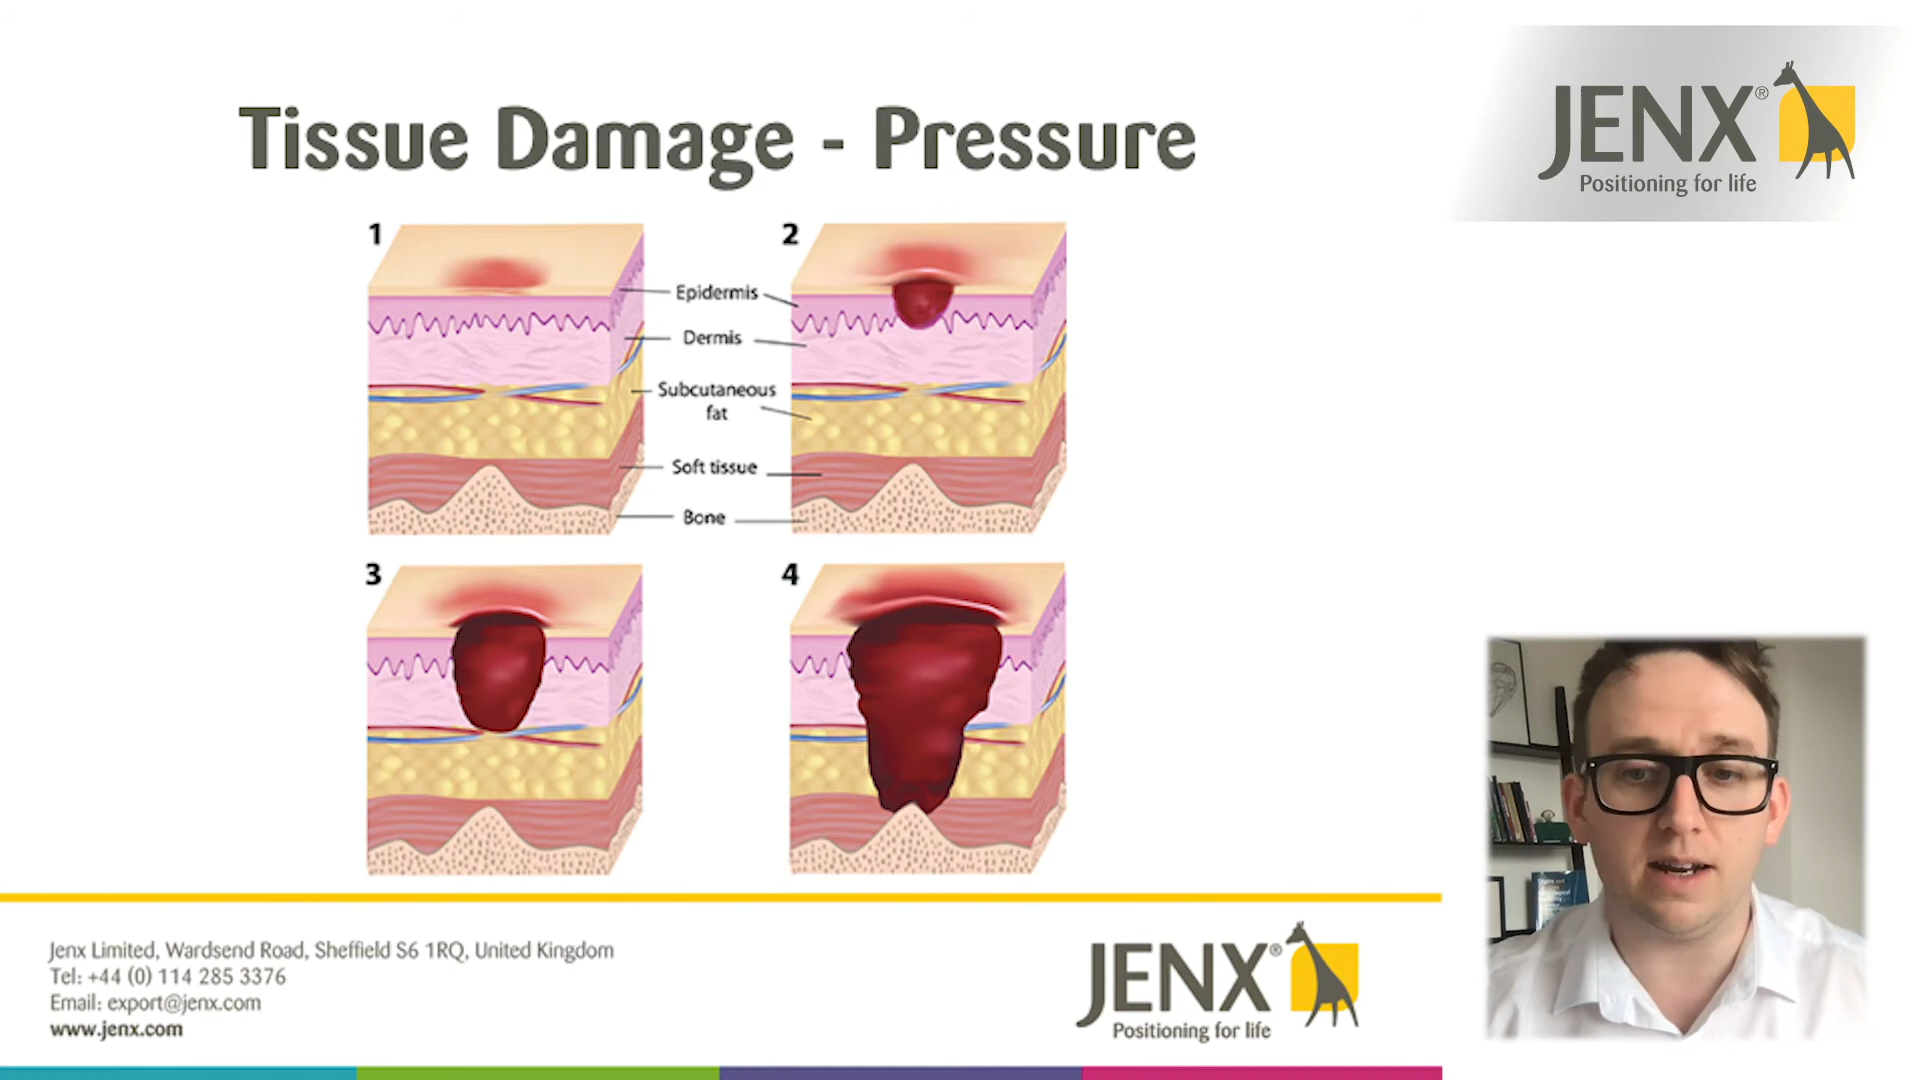 Tissue Damage - Pressure
JENX®
Positioning for life
1
2
Epidermis
Dermis
Subcutaneous
fat
Soft tissue
Bone
3
4
Jenx Limited, Wardsend Road, Sheffield S6 1RQ, United Kingdom
Tel: +44 (0) 114 285 3376
Email: export@jenx.com
www.jenx.com
JENX®
Positioning for life